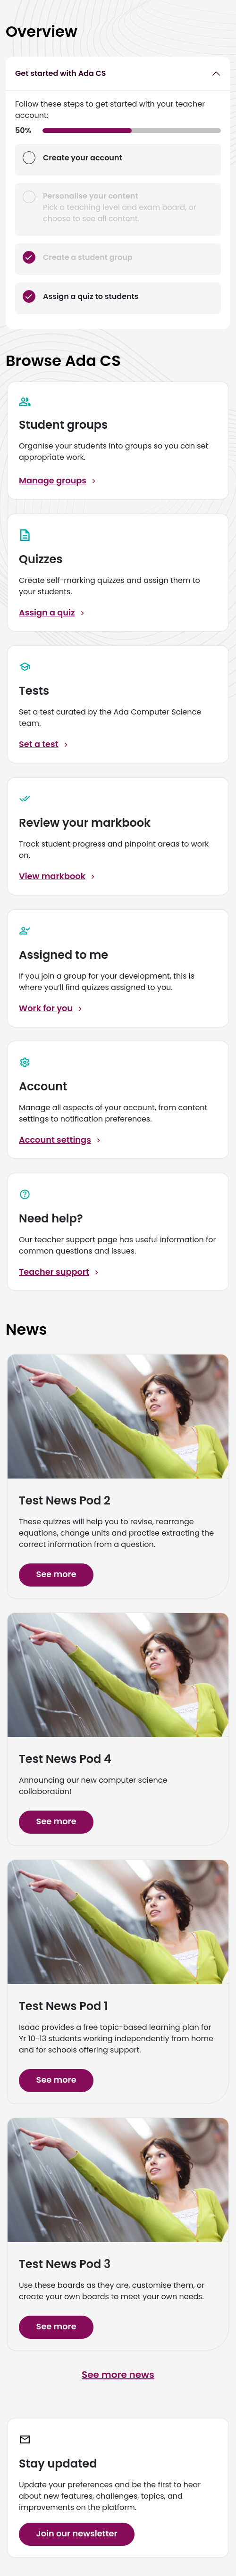 Overview
Get started with Ada CS
Follow these steps to get started with your teacher
account:
50%
Create your account
Personalise your content
Pick a teaching level and exam board, or
choose to see all content.
Create a student group
Assign a quiz to students
Browse Ada CS
Student groups
Organise your students into groups so you can set
appropriate work.
Manage groups
Quizzes
Create self-marking quizzes and assign them to
your students.
Assign a quiz
Tests
Set a test curated by the Ada Computer Science
team.
Set a test
Review your markbook
Track student progress and pinpoint areas to work
on.
View markbook
Assigned to me
If you join a group for your development, this is
where you'll find quizzes assigned to you.
Work for you
Account
Manage all aspects of your account, from content
settings to notification preferences.
Account settings
Need help?
Our teacher support page has useful information for
common questions and issues.
Teacher support
News
Test News Pod 2
These quizzes will help you to revise, rearrange
equations, change units and practise extracting the
correct information from a question.
See more
Test News Pod 4
Announcing our new computer science
collaboration!
See more
Test News Pod 1
Isaac provides a free topic-based learning plan for
Yr 10-13 students working independently from home
and for schools offering support.
See more
Test News Pod 3
Use these boards as they are, customise them, or
create your own boards to meet your own needs.
See more
See more news
Stay updated
Update your preferences and be the first to hear
about new features, challenges, topics, and
improvements on the platform.
Join our newsletter